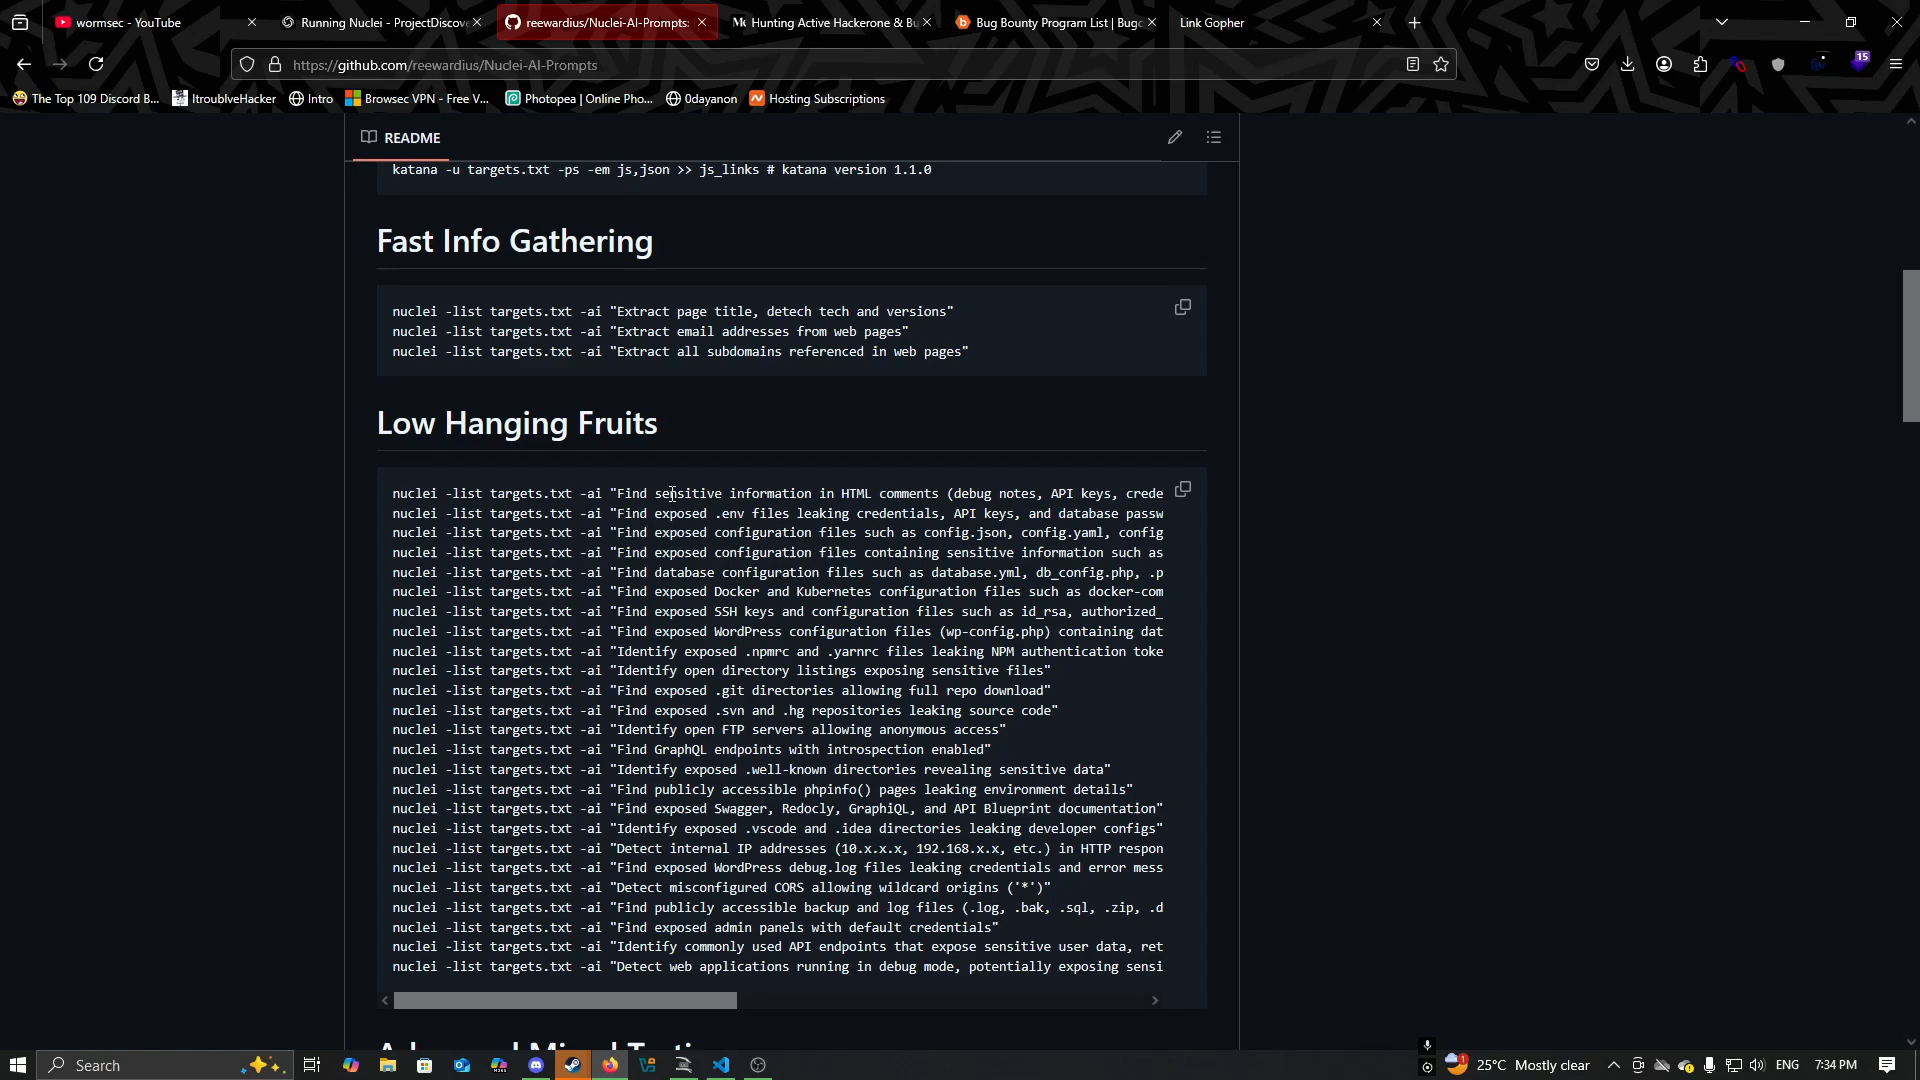 wormsec - YouTube
Running Nuclei - ProjectDiscove
reewardius/Nuclei-AI-Prompts:
Hunting Active Hackerone & Bu
Bug Bounty Program List | Bugc
Link Gopher
https://github.com/reewardius/Nuclei-AI-Prompts
15
The Top 109 Discord B...
ItroublveHacker
Intro
Browsec VPN - Free V...
Photopea | Online Pho...
0dayanon
Hosting Subscriptions
README
katana -u targets.txt -ps -em js,json >> js_links # katana version 1.1.0
Fast Info Gathering
nuclei -list targets.txt -ai "Extract page title, detech tech and versions"
nuclei -list targets.txt -ai "Extract email addresses from web pages"
nuclei -list targets.txt -ai "Extract all subdomains referenced in web pages"
Low Hanging Fruits
nuclei -list targets.txt -ai "Find sensitive information in HTML comments (debug notes, API keys, crede
nuclei -list targets.txt -ai "Find exposed .env files leaking credentials, API keys, and database passw
nuclei -list targets.txt -ai "Find exposed configuration files such as config.json, config.yaml, config
nuclei -list targets.txt -ai "Find exposed configuration files containing sensitive information such as
nuclei -list targets.txt -ai "Find database configuration files such as database.yml, db_config.php, .p
nuclei -list targets.txt -ai "Find exposed Docker and Kubernetes configuration files such as docker-com
nuclei -list targets.txt -ai "Find exposed SSH keys and configuration files such as id_rsa, authorized_
nuclei -list targets.txt -ai "Find exposed WordPress configuration files (wp-config.php) containing dat
nuclei -list targets.txt -ai "Identify exposed .npmrc and .yarnrc files leaking NPM authentication toke
nuclei -list targets.txt -ai "Identify open directory listings exposing sensitive files"
nuclei -list targets.txt -ai "Find exposed .git directories allowing full repo download"
nuclei -list targets.txt -ai "Find exposed .svn and .hg repositories leaking source code"
nuclei -list targets.txt -ai "Identify open FTP servers allowing anonymous access"
nuclei -list targets.txt -ai "Find GraphQL endpoints with introspection enabled"
nuclei -list targets.txt -ai "Identify exposed .well-known directories revealing sensitive data"
nuclei -list targets.txt -ai "Find publicly accessible phpinfo() pages leaking environment details"
nuclei -list targets.txt -ai "Find exposed Swagger, Redocly, GraphiQL, and API Blueprint documentation"
nuclei -list targets.txt -ai "Identify exposed .vscode and .idea directories leaking developer configs"
nuclei -list targets.txt -ai "Detect internal IP addresses (10.x.x.x, 192.168.x.x, etc.) in HTTP respon
nuclei -list targets.txt -ai "Find exposed WordPress debug.log files leaking credentials and error mess
nuclei -list targets.txt -ai "Detect misconfigured CORS allowing wildcard origins ('*')"
nuclei -list targets.txt -ai "Find publicly accessible backup and log files (.log, .bak, .sql, .zip, .d
nuclei -list targets.txt -ai "Find exposed admin panels with default credentials"
nuclei -list targets.txt -ai "Identify commonly used API endpoints that expose sensitive user data, ret
nuclei -list targets.txt -ai "Detect web applications running in debug mode, potentially exposing sensi
Search
1
25°C Mostly clear
ENG
7:34 PM